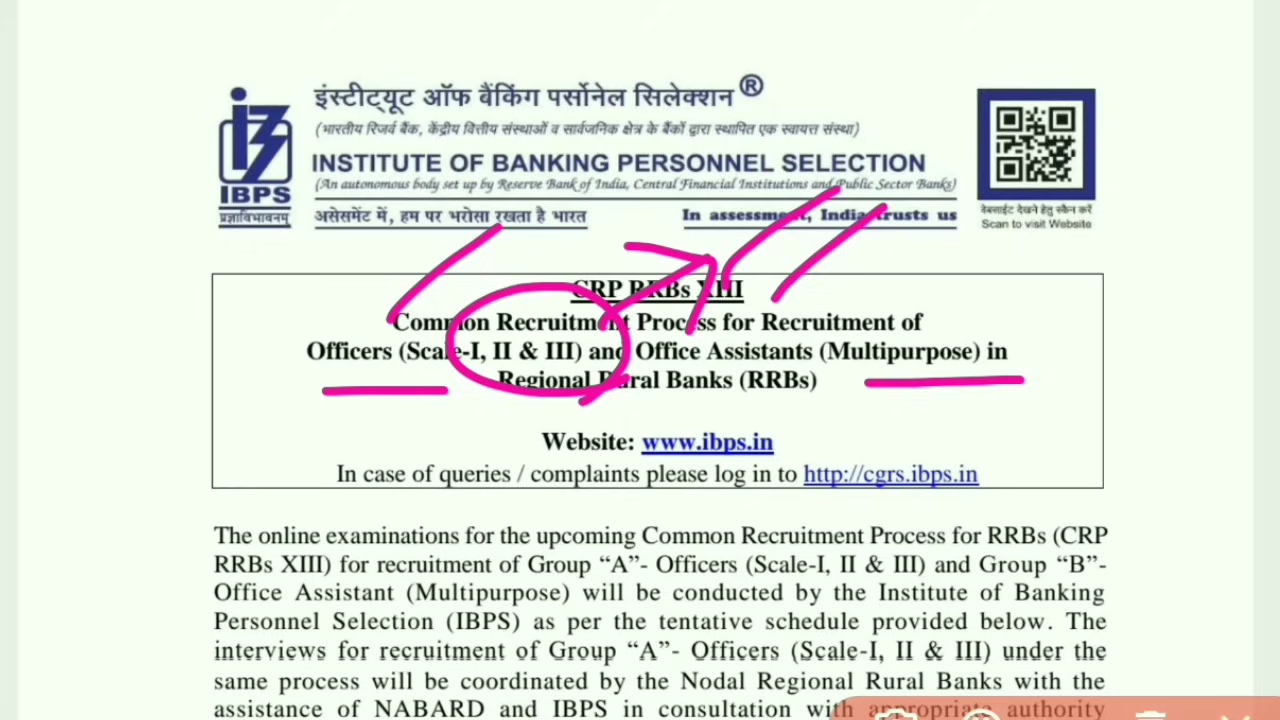 इंस्टीट्यूट ऑफ बैंकिंग पर्सोनेल सिलेक्शन ®
(भारतीय रिजर्व बैंक, केंद्रीय वित्तीय संस्थाओं व सार्वजनिक क्षेत्र के बैंकों द्वारा स्थापित एक स्वायत्त संस्था)
INSTITUTE OF BANKING PERSONNEL SELECTION
(An autonomous body set up by Reserve Bank of India, Central Financial Institutions and Public Sector Banks)
IBPS
प्रज्ञाविभावनम्
असेसमेंट में, हम पर भरोसा रखता है भारत
In assessment, India trusts us
वेबसाईट देखने हेतु स्कैन करें
Scan to visit Website
CRP RRBs XIII
Common Recruitment Process for Recruitment of
Officers (Scale-I, II & III) and Office Assistants (Multipurpose) in
Regional Rural Banks (RRBs)
Website: www.ibps.in
In case of queries / complaints please log in to http://cgrs.ibps.in
The online examinations for the upcoming Common Recruitment Process for RRBs (CRP
RRBs XIII) for recruitment of Group “A”- Officers (Scale-I, II & III) and Group “B”-
Office Assistant (Multipurpose) will be conducted by the Institute of Banking
Personnel Selection (IBPS) as per the tentative schedule provided below. The
interviews for recruitment of Group “A”- Officers (Scale-I, II & III) under the
same process will be coordinated by the Nodal Regional Rural Banks with the
assistance of NABARD and IBPS in consultation with appropriate authority